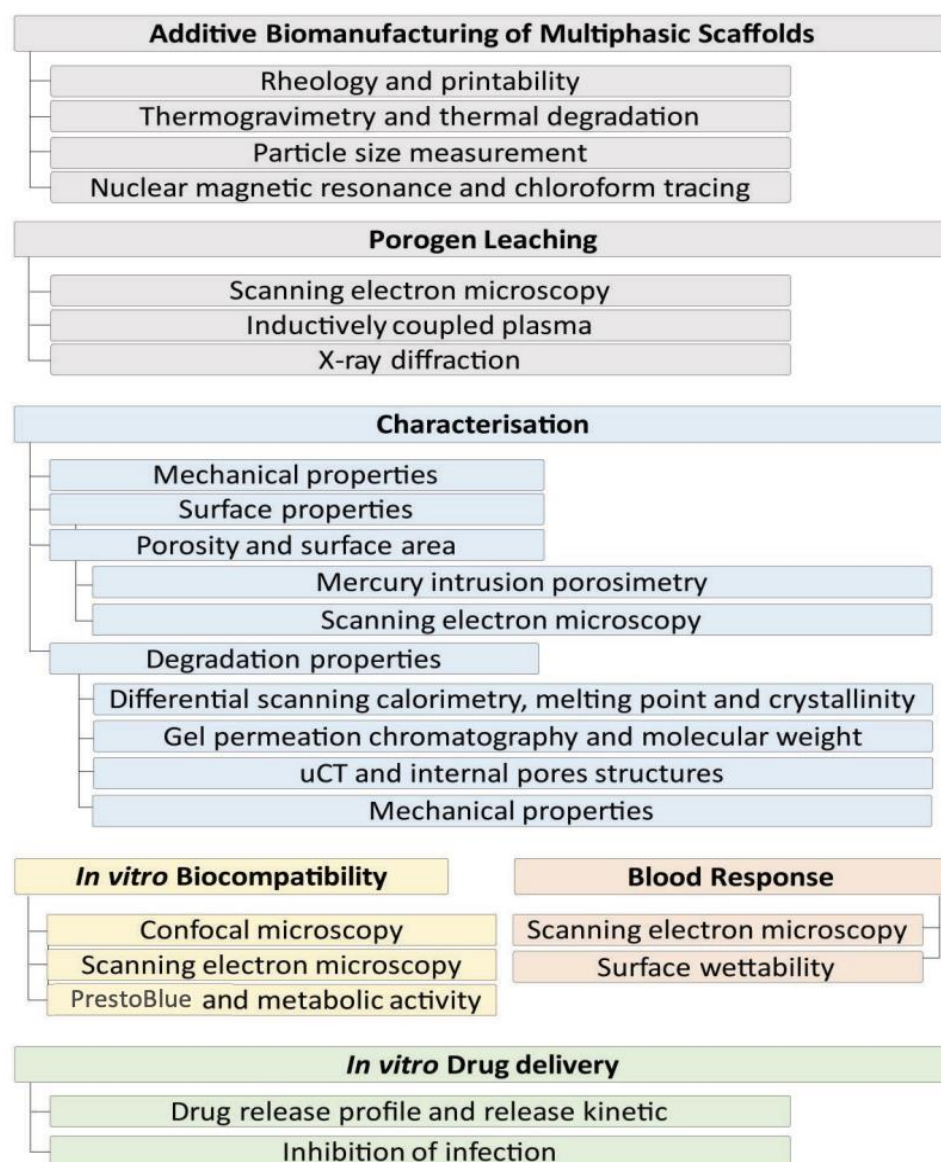 Additive Biomanufacturing of Multiphasic Scaffolds
Rheology and printability
Thermogravimetry and thermal degradation
Particle size measurement
Nuclear magnetic resonance and chloroform tracing
Porogen Leaching
Scanning electron microscopy
Inductively coupled plasma
X-ray diffraction
Characterisation
Mechanical properties
Surface properties
Porosity and surface area
Mercury intrusion porosimetry
Scanning electron microscopy
Degradation properties
Differential scanning calorimetry, melting point and crystallinity
Gel permeation chromatography and molecular weight
uCT and internal pores structures
Mechanical properties
In vitro Biocompatibility
Confocal microscopy
Scanning electron microscopy
PrestoBlue and metabolic activity
Blood Response
Scanning electron microscopy
Surface wettability
In vitro Drug delivery
Drug release profile and release kinetic
Inhibition of infection